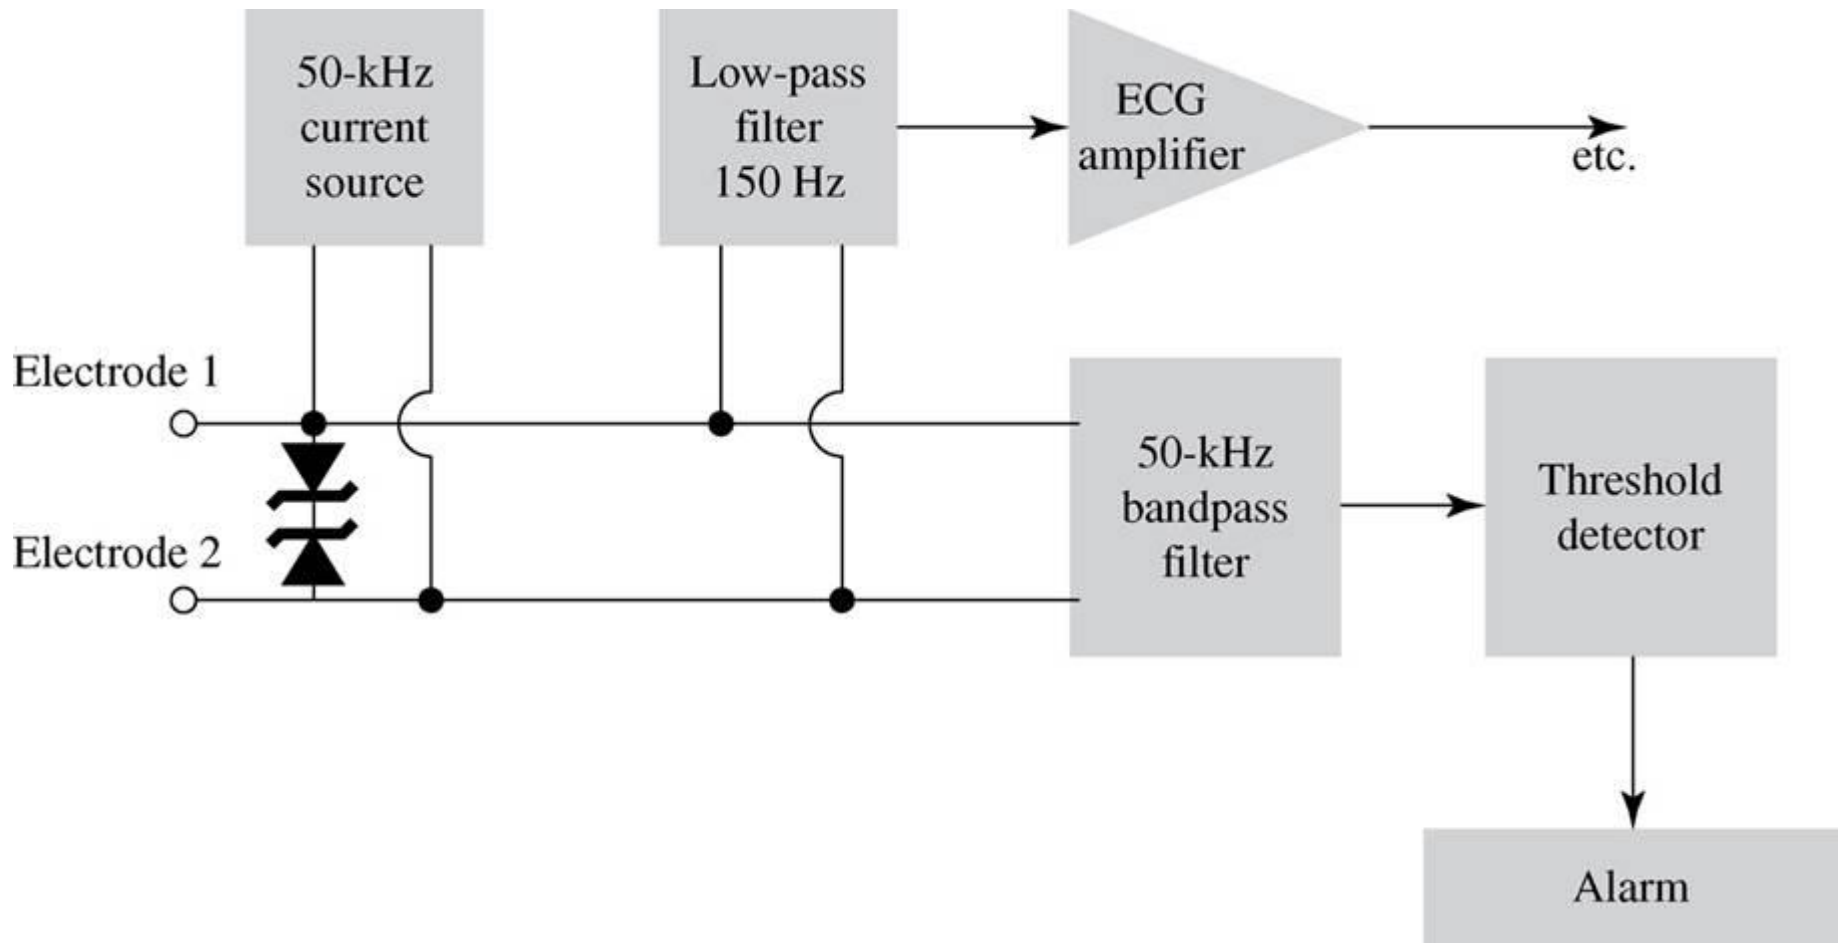 50-kHz
current
source
Low-pass
filter
150 Hz
ECG
amplifier
etc.
Electrode 1
Electrode 2
50-kHz
bandpass
filter
Threshold
detector
Alarm